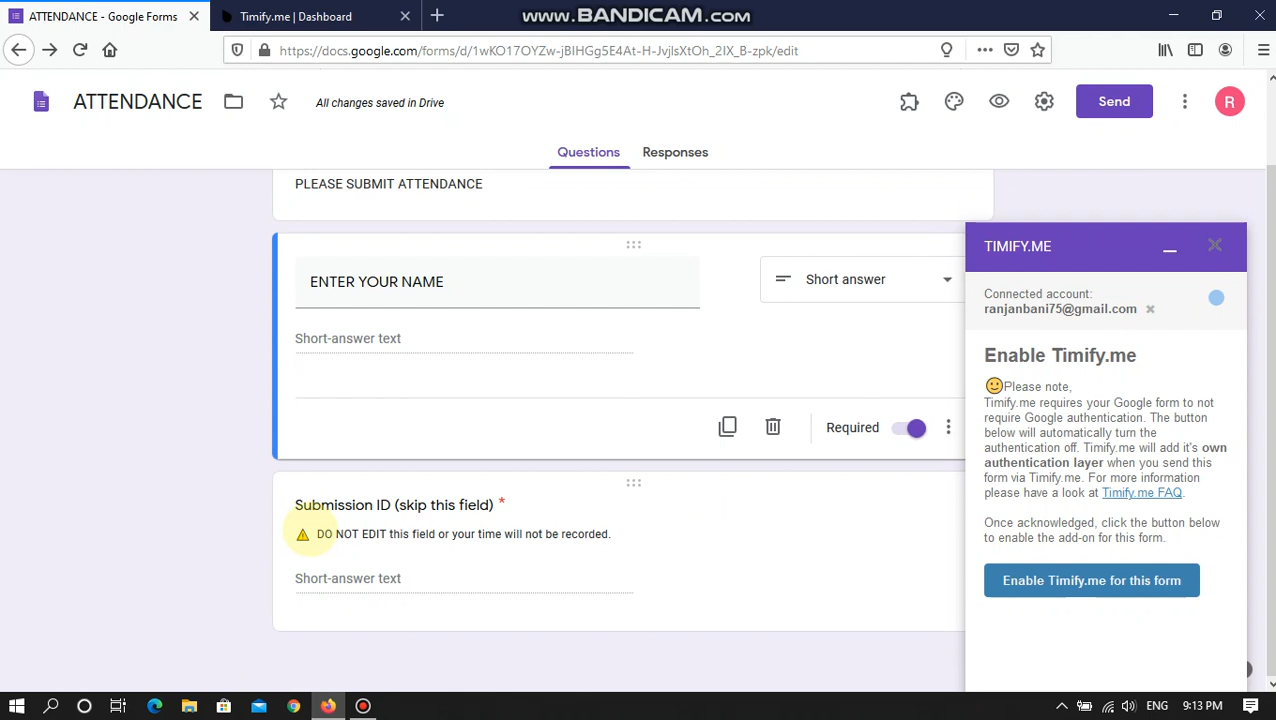 ATTENDANCE - Google Forms
Timify.me | Dashboard
www.BANDICAM.com
https://docs.google.com/forms/d/1wKO17OYZw-jBIHGg5E4At-H-JvjlsXtOh_2IX_B-zpk/edit
ATTENDANCE
All changes saved in Drive
Send
R
Questions
Responses
PLEASE SUBMIT ATTENDANCE
ENTER YOUR NAME
Short answer
Short-answer text
Required
Submission ID (skip this field) *
DO NOT EDIT this field or your time will not be recorded.
Short-answer text
TIMIFY.ME
Connected account:
ranjanbani75@gmail.com
Enable Timify.me
Please note,
Timify.me requires your Google form to not
require Google authentication. The button
below will automatically turn the
authentication off. Timify.me will add it's own
authentication layer when you send this
form via Timify.me. For more information
please have a look at Timify.me FAQ.
Once acknowledged, click the button below
to enable the add-on for this form.
Enable Timify.me for this form
ENG
9:13 PM